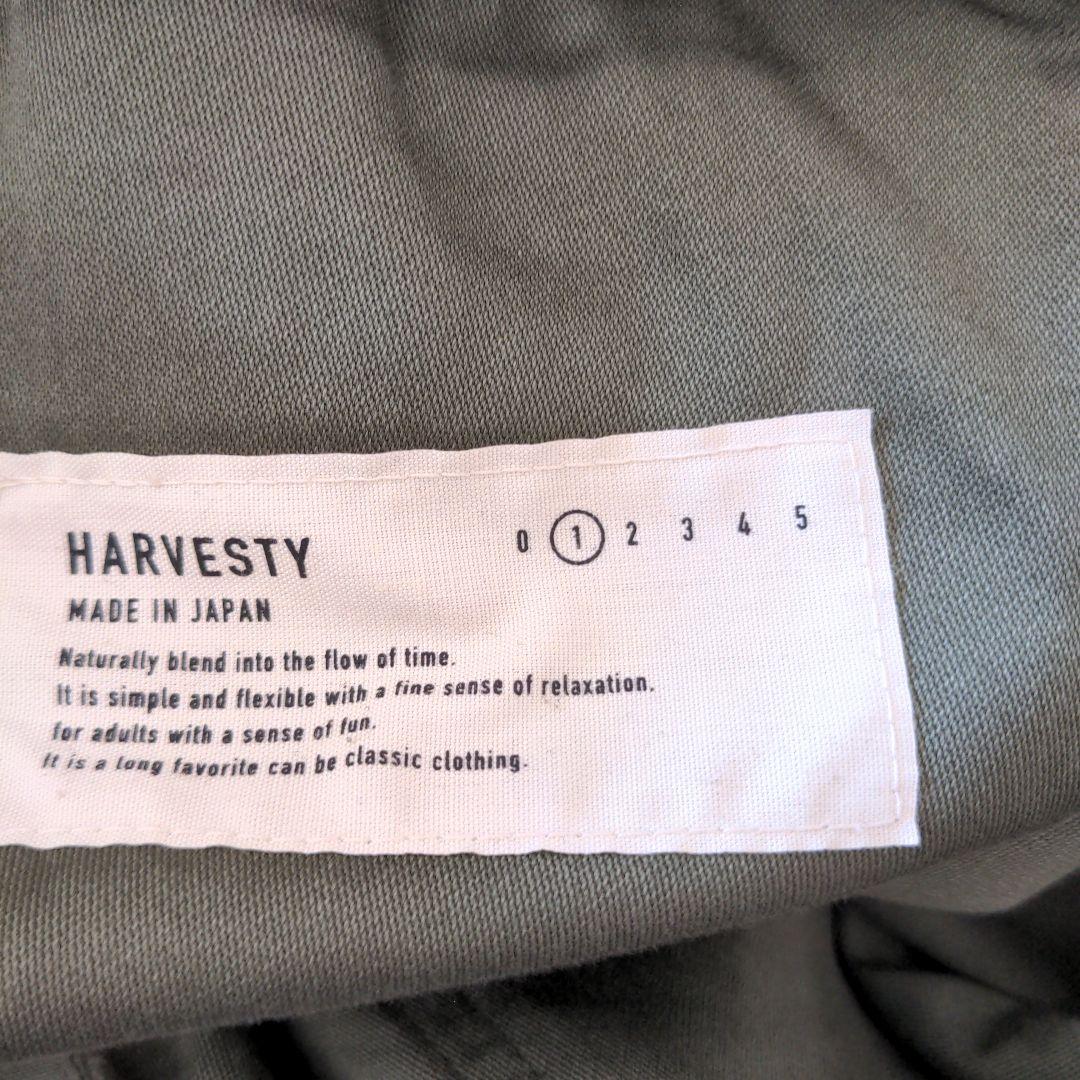 HARVESTY
0 1 2 3 4 5
MADE IN JAPAN
Naturally blend into the flow of time.
It is simple and flexible with a fine sense of relaxation.
for adults with a sense of fun.
It is a long favorite can be classic clothing.